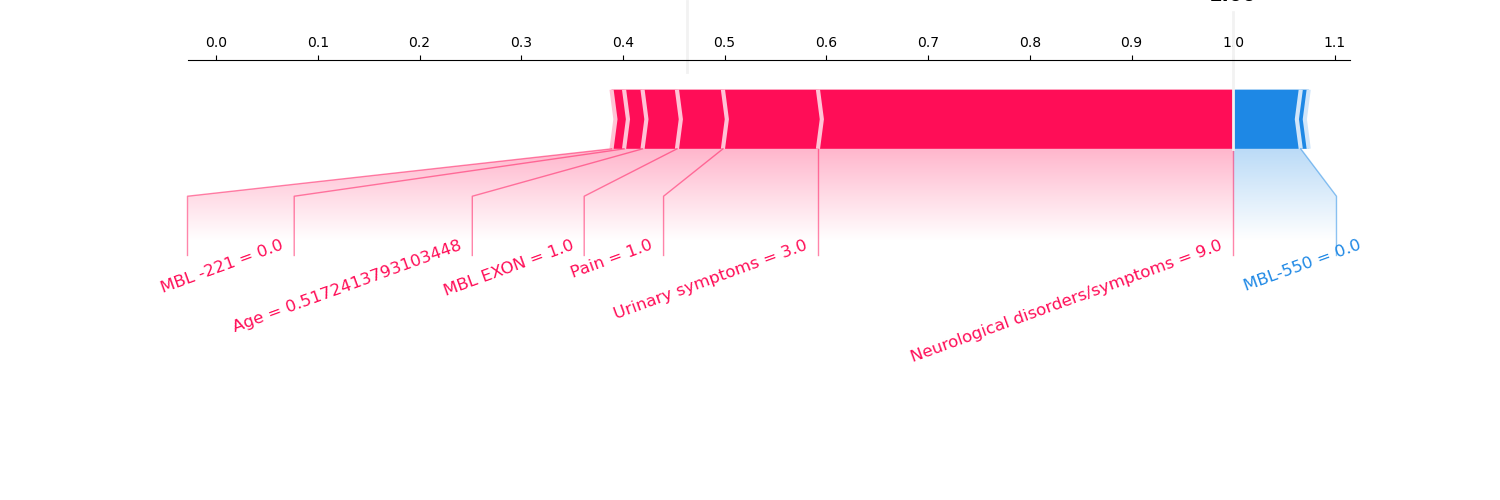 0.0 0.1 0.2 0.3 0.4 0.5 0.6 0.7 0.8 0.9 1.0 1.1
MBL -221 = 0.0
Age = 0.5172413793103448
MBL EXON = 1.0
Pain = 1.0
Urinary symptoms = 3.0
Neurological disorders/symptoms = 9.0
MBL-550 = 0.0